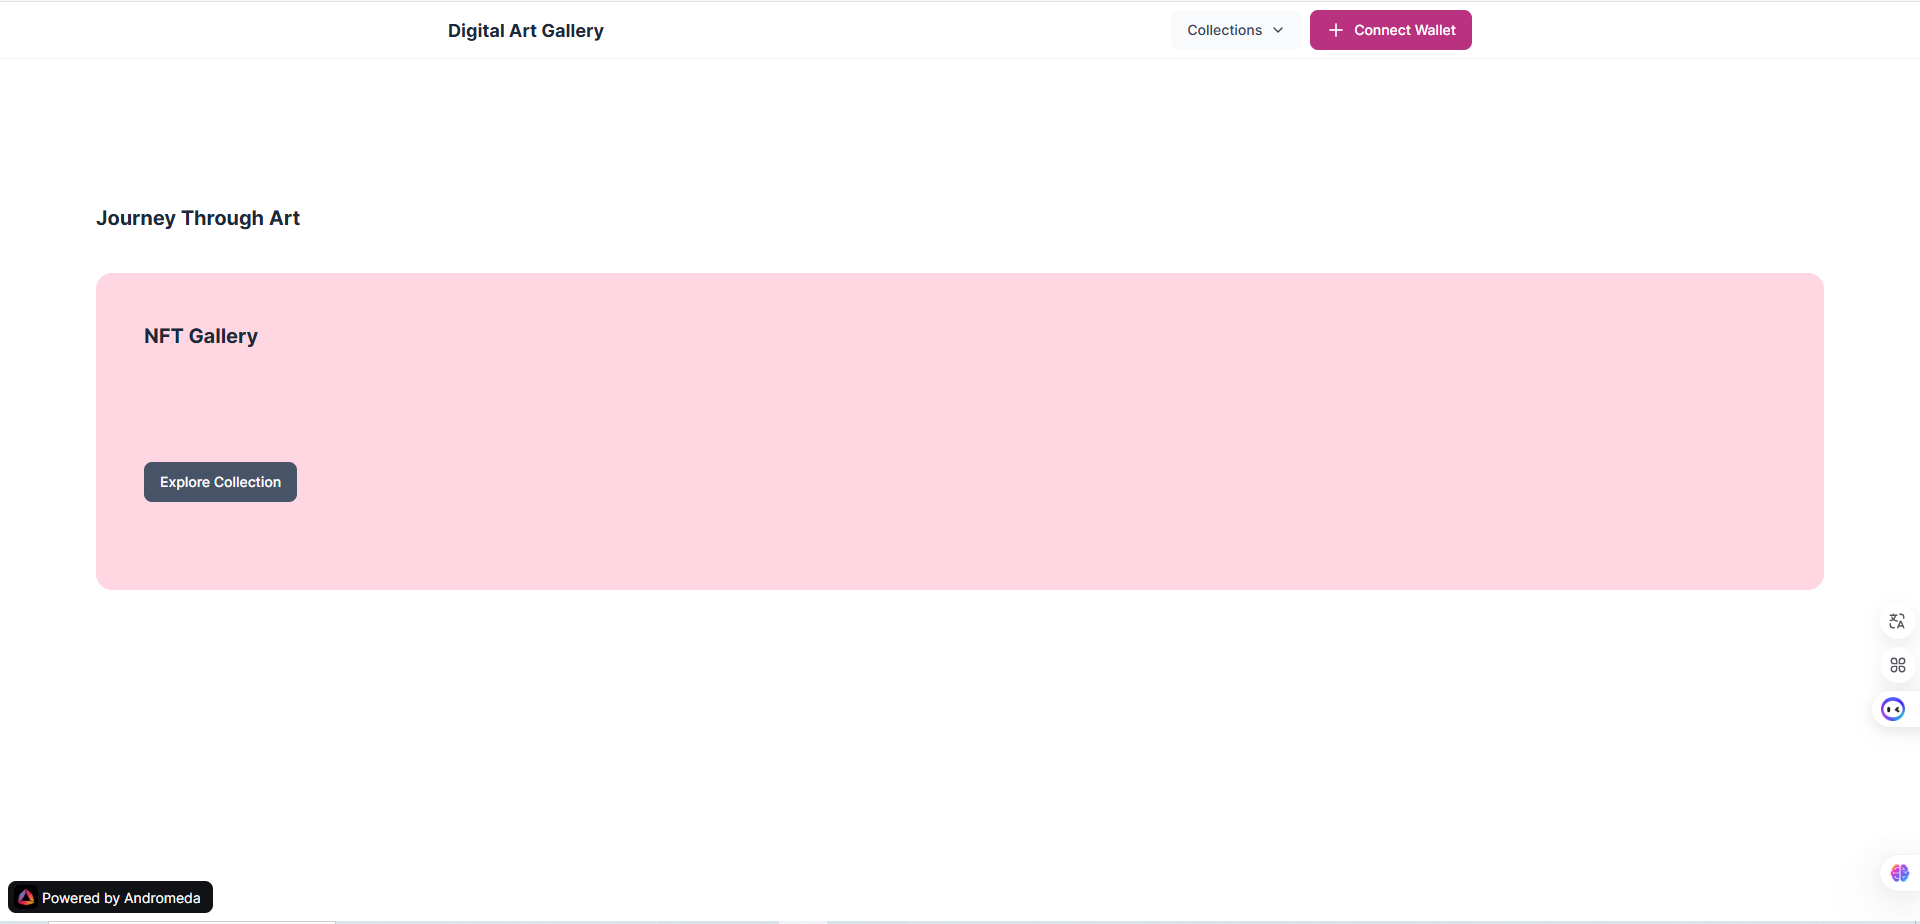 Digital Art Gallery
Collections
Connect Wallet
Journey Through Art
NFT Gallery
Explore Collection
Powered by Andromeda